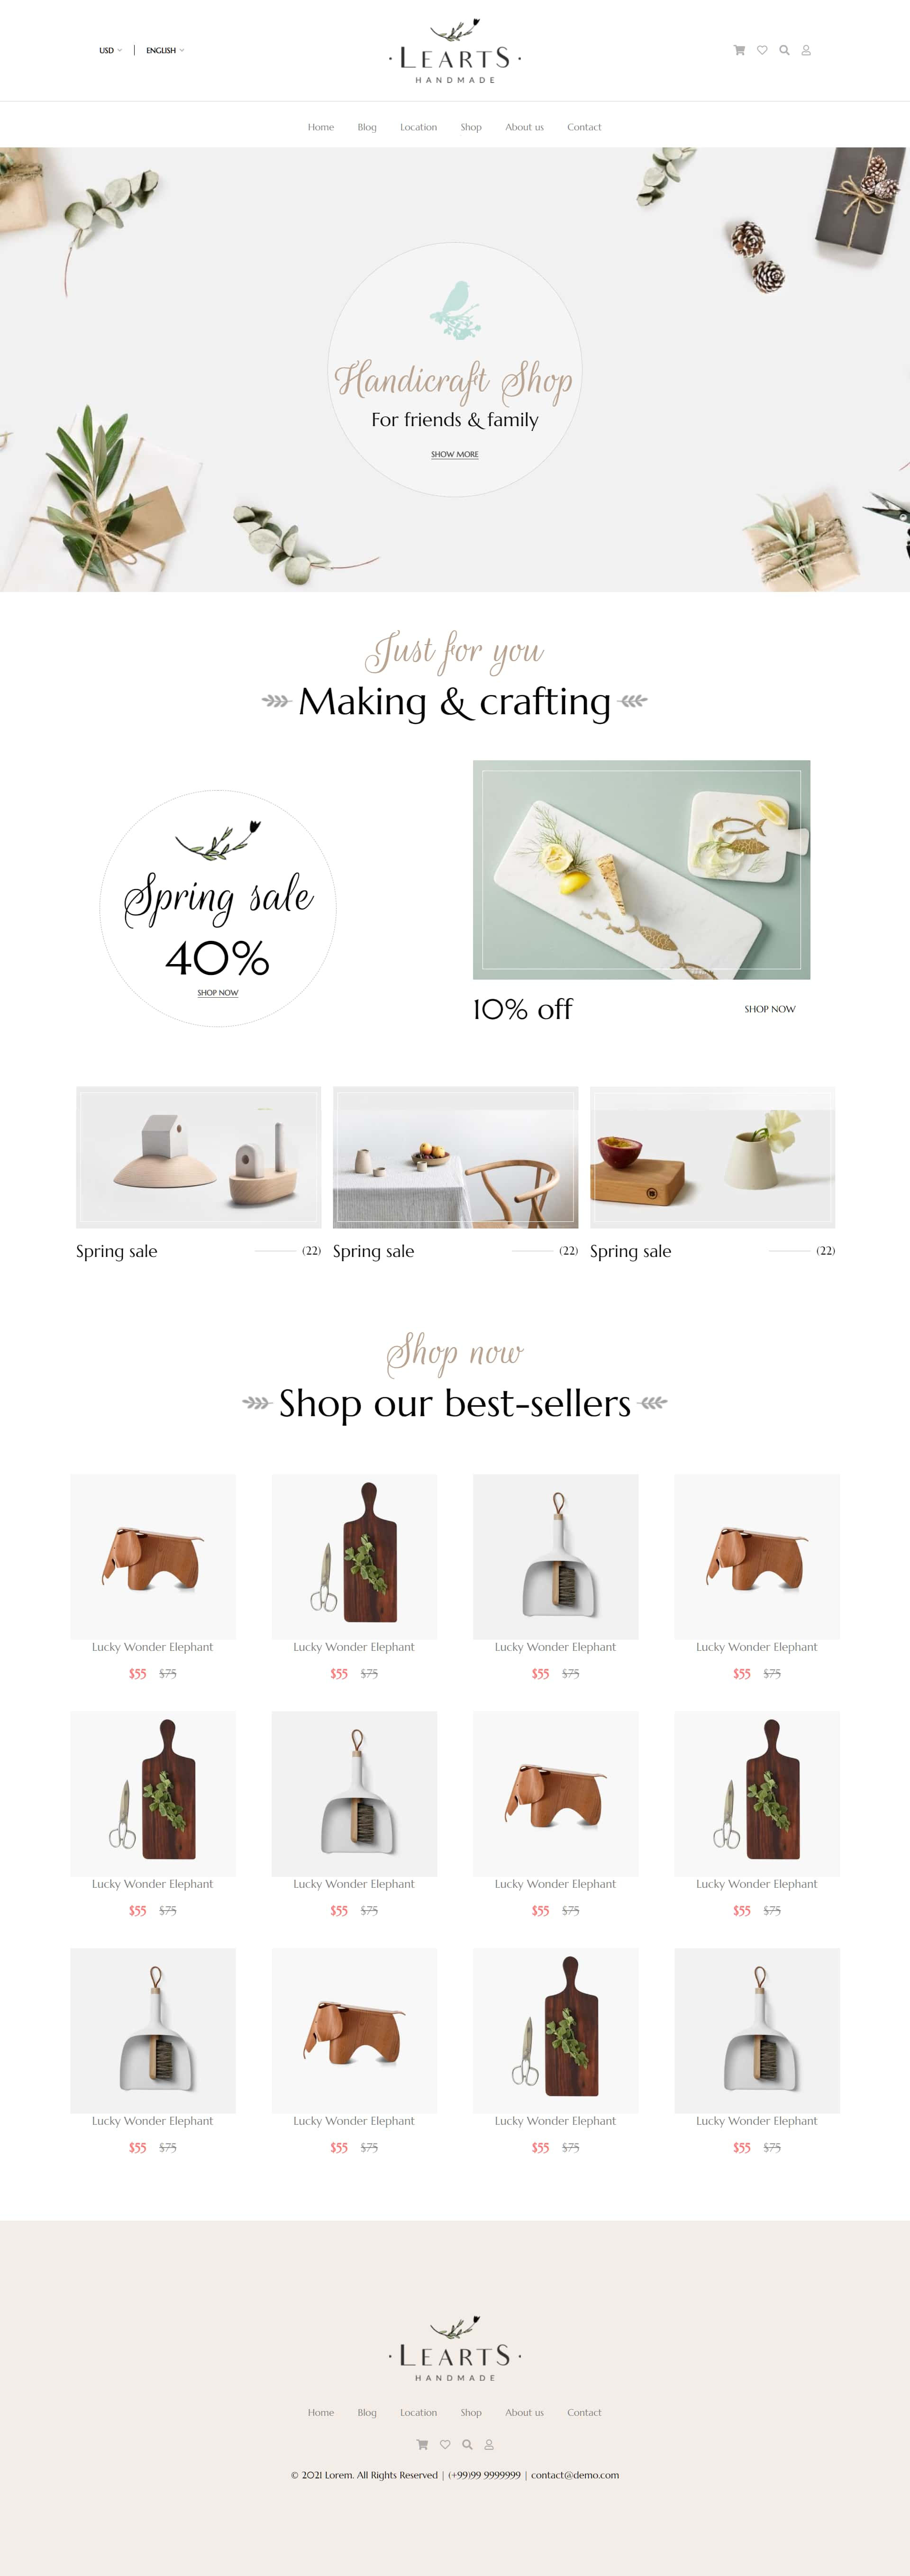 USD | ENGLISH
LEARTS
HANDMADE
Home Blog Location Shop About us Contact
Handicraft Shop
For friends & family
SHOW MORE
Just for you
Making & crafting
Spring sale
40%
SHOP NOW
10% off SHOP NOW
Spring sale (22) Spring sale (22) Spring sale (22)
Shop now
Shop our best-sellers
Lucky Wonder Elephant Lucky Wonder Elephant Lucky Wonder Elephant Lucky Wonder Elephant
$55 $75 $55 $75 $55 $75 $55 $75
Lucky Wonder Elephant Lucky Wonder Elephant Lucky Wonder Elephant Lucky Wonder Elephant
$55 $75 $55 $75 $55 $75 $55 $75
Lucky Wonder Elephant Lucky Wonder Elephant Lucky Wonder Elephant Lucky Wonder Elephant
$55 $75 $55 $75 $55 $75 $55 $75
LEARTS
HANDMADE
Home Blog Location Shop About us Contact
© 2021 Lorem. All Rights Reserved | (+99)99 9999999 | contact@demo.com